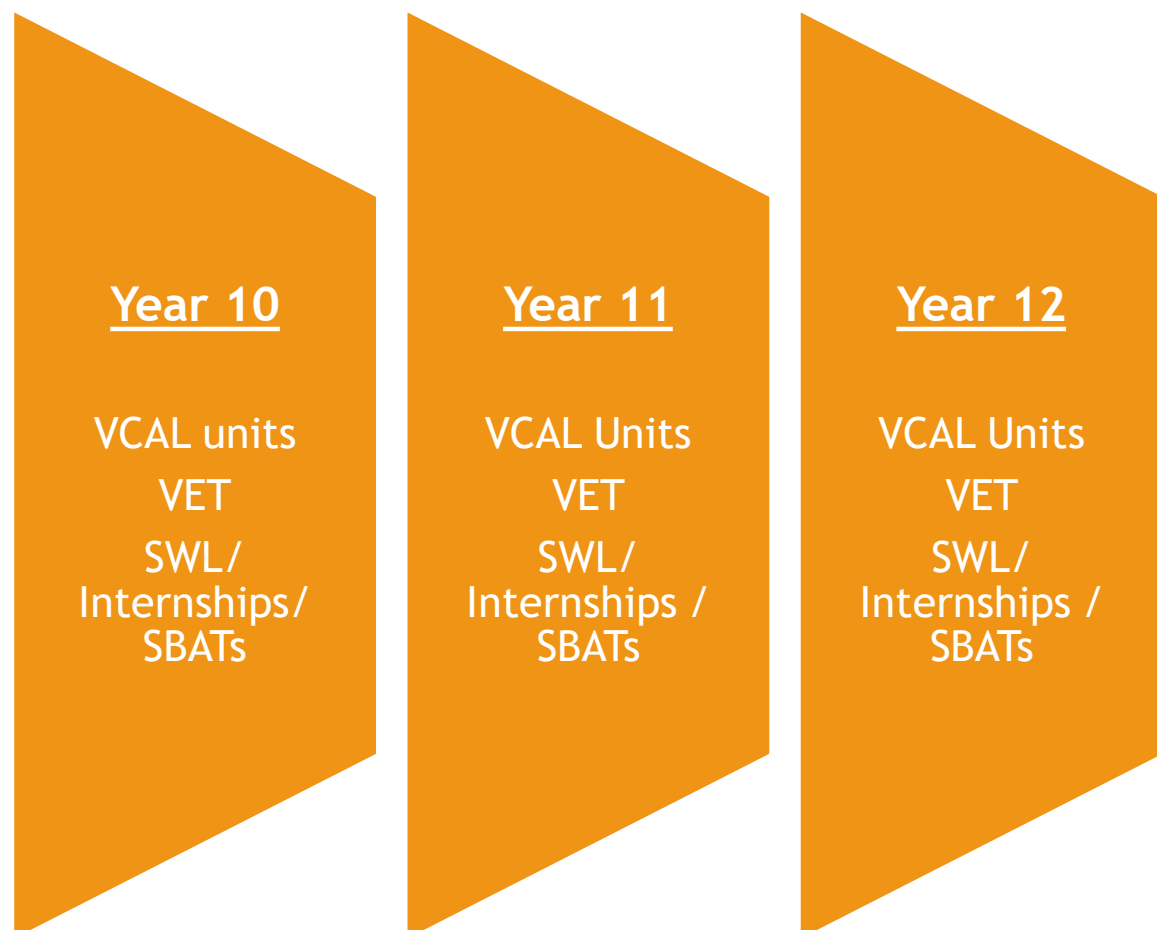 Year 10
VCAL units
VET
SWL/
Internships/
SBATs
Year 11
VCAL Units
VET
SWL/
Internships /
SBATs
Year 12
VCAL Units
VET
SWL/
Internships /
SBATs